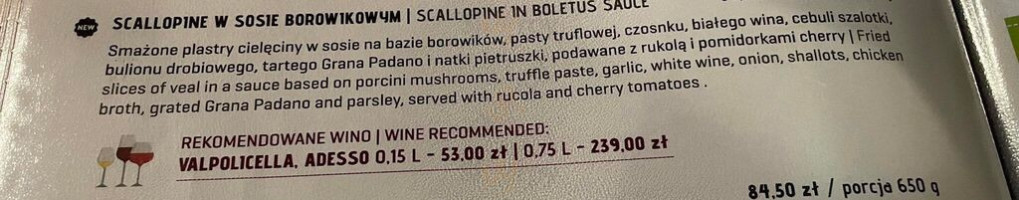 NEW SCALLOPINE W SOSIE BOROWIKOWYM | SCALLOPINE IN BOLETUS SAUCE
Smażone plastry cielęciny w sosie na bazie borowików, pasty truflowej, czosnku, białego wina, cebuli szalotki,
bulionu drobiowego, tartego Grana Padano i natki pietruszki, podawane z rukolą i pomidorkami cherry | Fried
slices of veal in a sauce based on porcini mushrooms, truffle paste, garlic, white wine, onion, shallots, chicken
broth, grated Grana Padano and parsley, served with rucola and cherry tomatoes .
REKOMENDOWANE WINO | WINE RECOMMENDED:
VALPOLICELLA, ADESSO 0,15 L - 53,00 zł | 0,75 L - 239,00 zł
84,50 zł / porcja 650 g